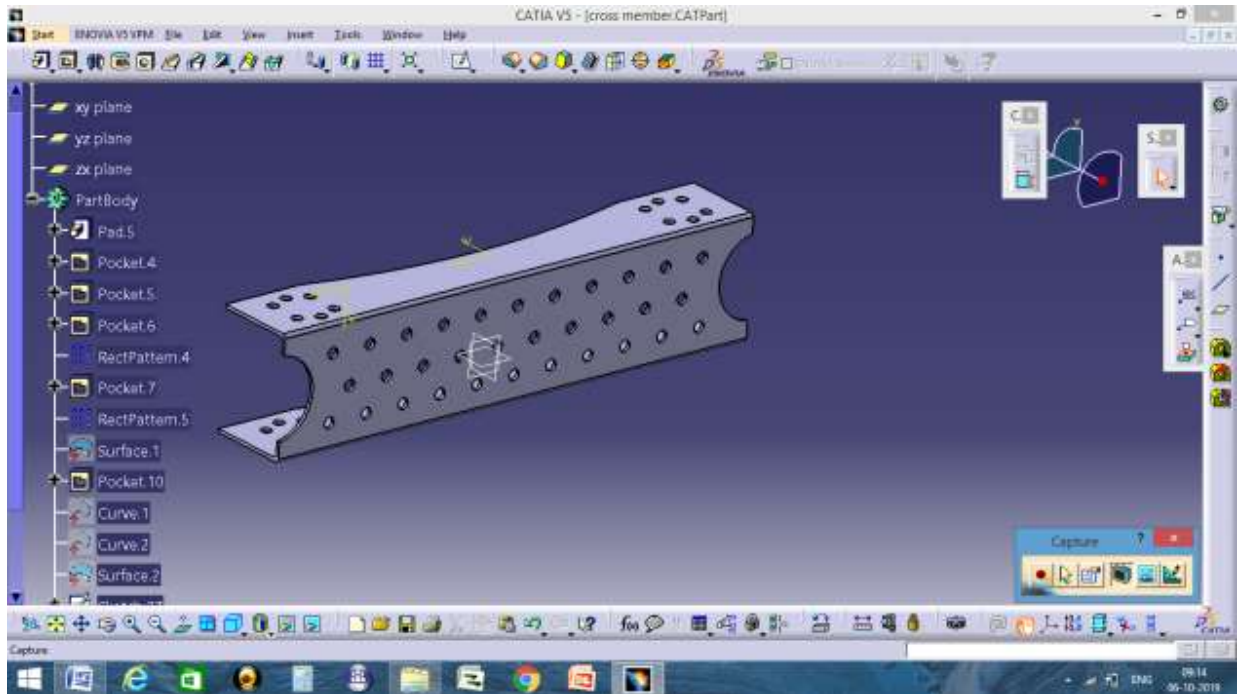 CATIA V5 - [cross member.CATPart]
Start ENOVIA V5 VPM File Edit View Insert Tools Window Help
ENOVIA
xy plane
yz plane
zx plane
PartBody
Pad.5
Pocket.4
Pocket.5
Pocket.6
RectPattern.4
Pocket.7
RectPattern.5
Surface.1
Pocket.10
Curve.1
Curve.2
Surface.2
Capture ?
CATIA
Capture
ENG
09:14
06-10-2019